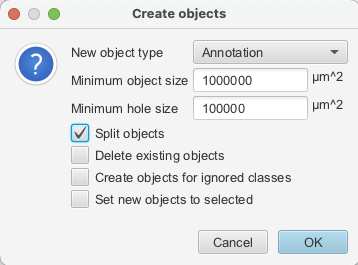 Create objects
New object type Annotation
Minimum object size 1000000 µm^2
Minimum hole size 100000 µm^2
Split objects
Delete existing objects
Create objects for ignored classes
Set new objects to selected
Cancel OK